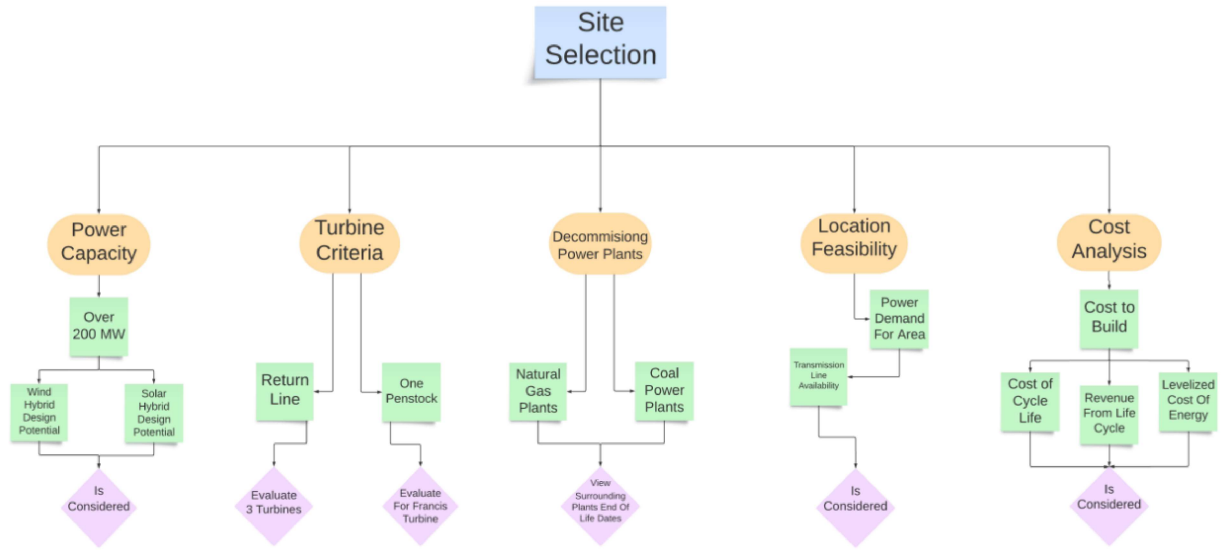 Site
Selection
Power
Capacity
Turbine
Criteria
Decommisiong
Power Plants
Location
Feasibility
Cost
Analysis
Over
200 MW
Wind
Hybrid
Design
Potential
Solar
Hybrid
Design
Potential
Is
Considered
Return
Line
One
Penstock
Evaluate
3 Turbines
Evaluate
For Francis
Turbine
Natural
Gas
Plants
Coal
Power
Plants
View
Surrounding
Plants End Of
Life Dates
Power
Demand
For Area
Transmission
Line
Availability
Is
Considered
Cost to
Build
Cost of
Cycle
Life
Revenue
From Life
Cycle
Levelized
Cost Of
Energy
Is
Considered